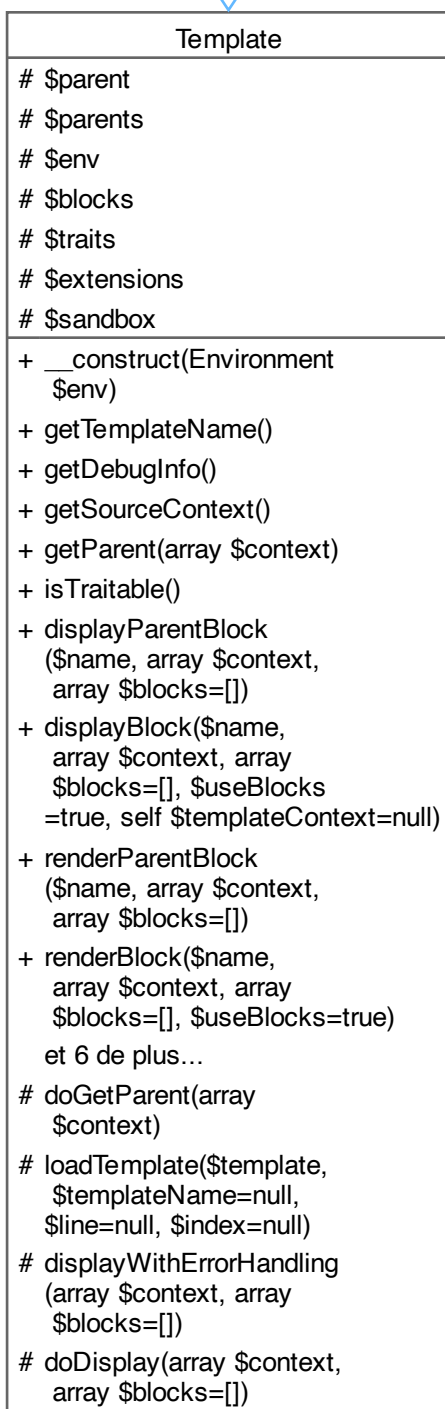 Template
# $parent
# $parents
# $env
# $blocks
# $traits
# $extensions
# $sandbox
+ __construct(Environment
$env)
+ getTemplateName()
+ getDebugInfo()
+ getSourceContext()
+ getParent(array $context)
+ isTraitable()
+ displayParentBlock
($name, array $context,
array $blocks=[])
+ displayBlock($name,
array $context, array
$blocks=[], $useBlocks
=true, self $templateContext=null)
+ renderParentBlock
($name, array $context,
array $blocks=[])
+ renderBlock($name,
array $context, array
$blocks=[], $useBlocks=true)
et 6 de plus...
# doGetParent(array
$context)
# loadTemplate($template,
$templateName=null,
$line=null, $index=null)
# displayWithErrorHandling
(array $context, array
$blocks=[])
# doDisplay(array $context,
array $blocks=[])